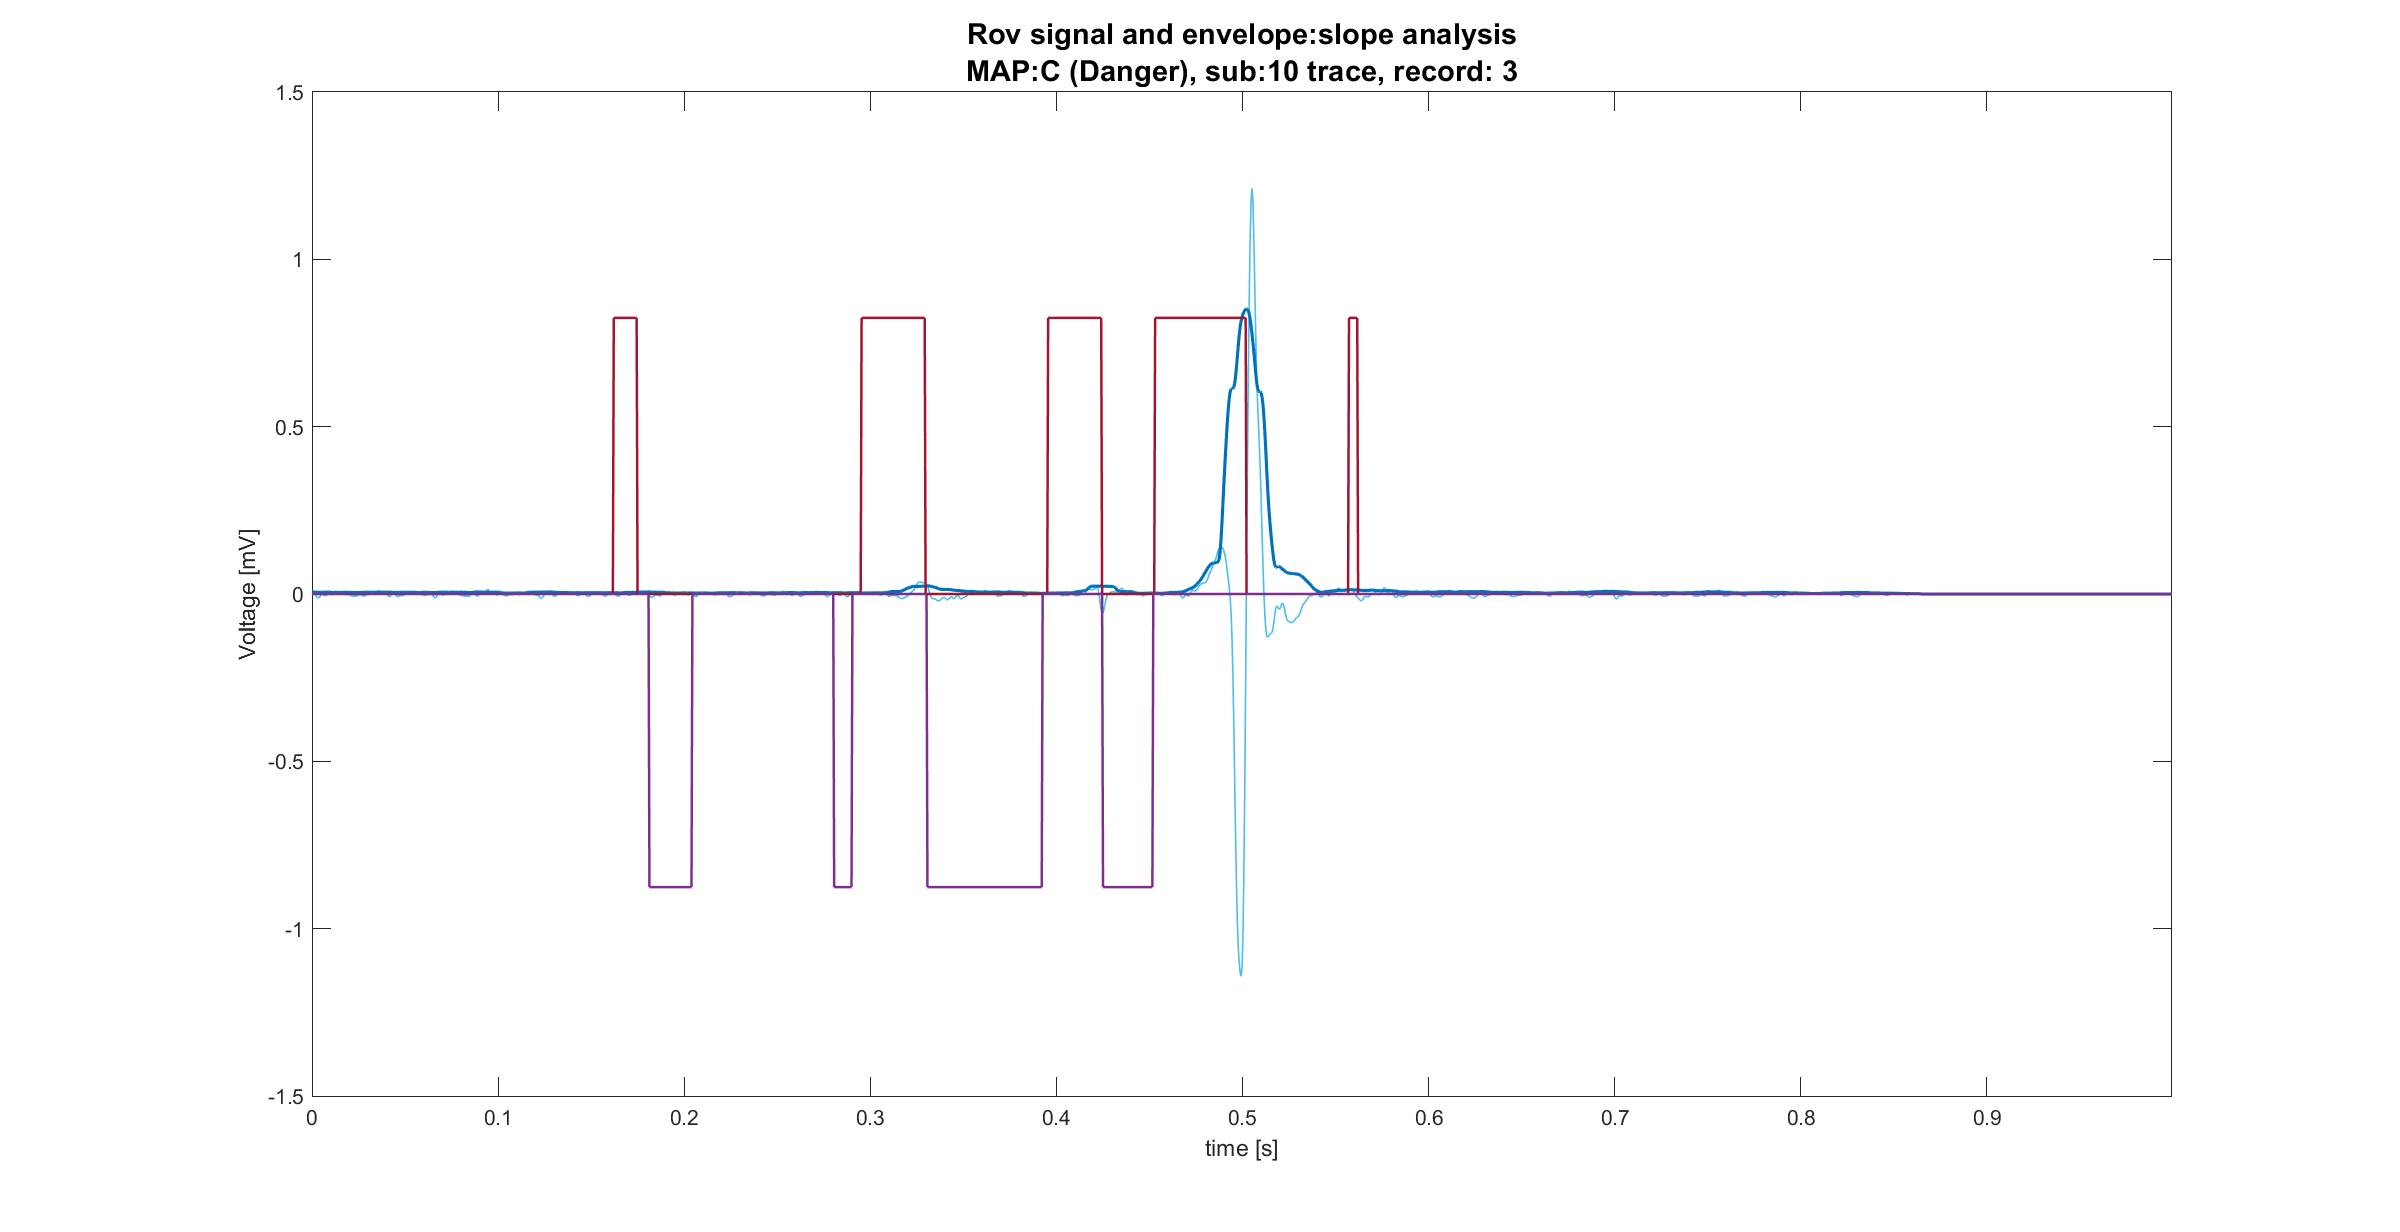 Rov signal and envelope:slope analysis
MAP:C (Danger), sub:10 trace, record: 3
1.5
1
0.5
0
-0.5
-1
-1.5
Voltage [mV]
0 0.1 0.2 0.3 0.4 0.5 0.6 0.7 0.8 0.9
time [s]